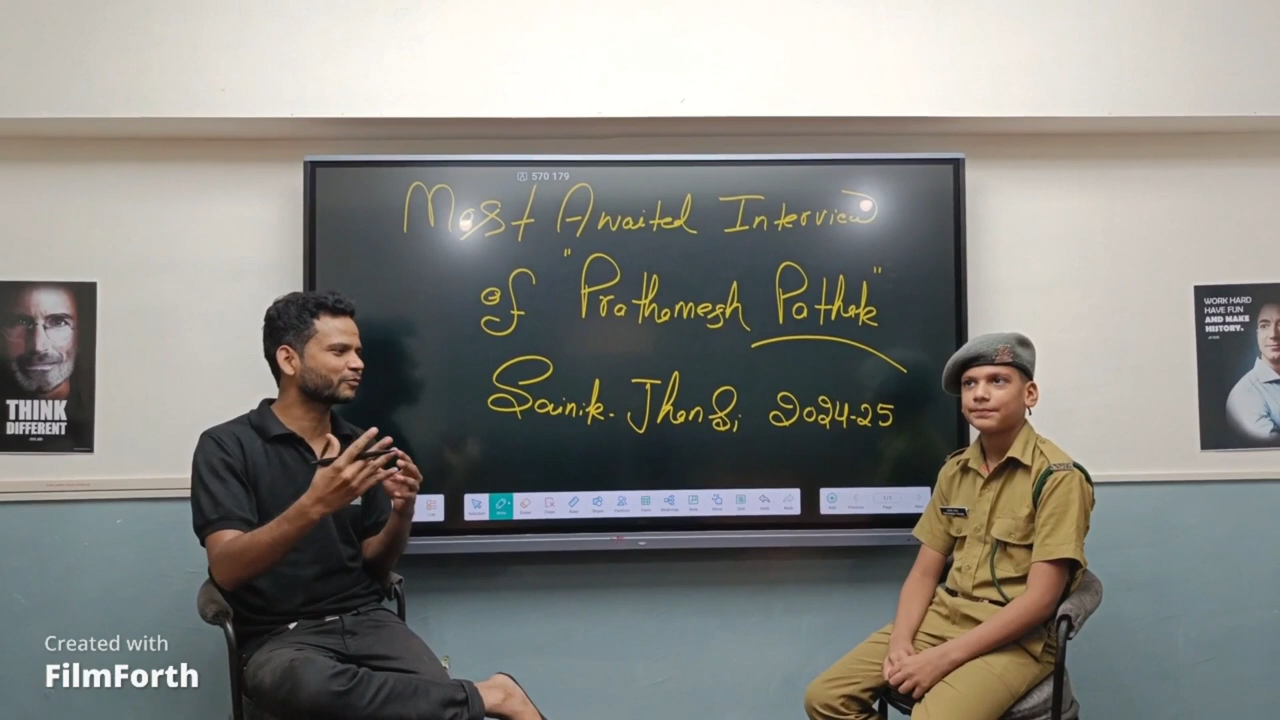 570 179
Most Awaited Interview
of "Prathamesh Pathak"
Sainik. Jhansi 2024-25
THINK
DIFFERENT
WORK HARD
HAVE FUN
AND MAKE
HISTORY.
Created with
FilmForth